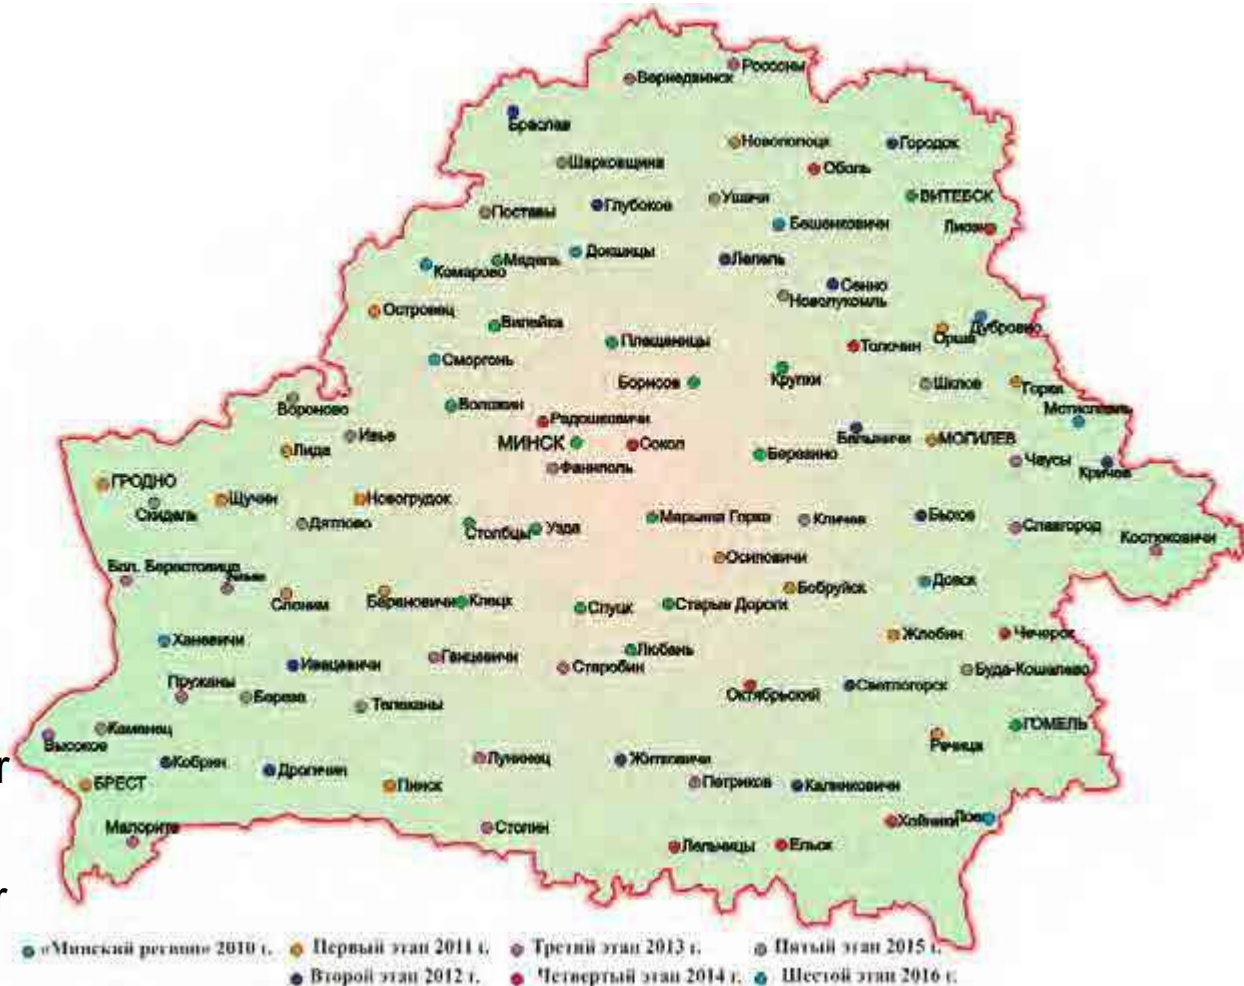 Россоны
Верхнедвинск
Браслав
Новополоцк
Городок
Шарковщина
Оболь
Ушачи
ВИТЕБСК
Поставы
Глубокое
Бешенковичи
Лиозно
Докшицы
Мядель
Лепель
Комарово
Сенно
Новолукомль
Островец
Вилейка
Дубровно
Орша
Плещеницы
Толочин
Сморгонь
Борисов
Крупки
Шклов
Горки
Вороново
Воложин
Мстиславль
Радошковичи
Ивье
Белыничи
МОГИЛЕВ
Лида
МИНСК
Сокол
Березино
Чаусы
Фаниполь
Кричев
ГРОДНО
Щучин
Новогрудок
Скидель
Дятлово
Столбцы
Узда
Марьина Горка
Кличев
Быхов
Славгород
Костюковичи
Осиповичи
Бол. Берестовица
Слоним
Барановичи
Клецк
Слуцк
Старые Дороги
Бобруйск
Довск
Ханевичи
Жлобин
Чечерск
Ивацевичи
Ганцевичи
Любань
Старобин
Буда-Кошелево
Пружаны
Береза
Телеханы
Октябрьский
Светлогорск
Каменец
Высокое
Речица
ГОМЕЛЬ
Кобрин
Дрогичин
Лунинец
Житковичи
r
БРЕСТ
Пинск
Петриков
Калинковичи
Малорита
Столин
Хойники
Лоев
Лельчицы
Ельск
r
«Минский регион» 2010 г.
Первый этап 2011 г.
Третий этап 2013 г.
Пятый этап 2015 г.
Второй этап 2012 г.
Четвертый этап 2014 г.
Шестой этап 2016 г.